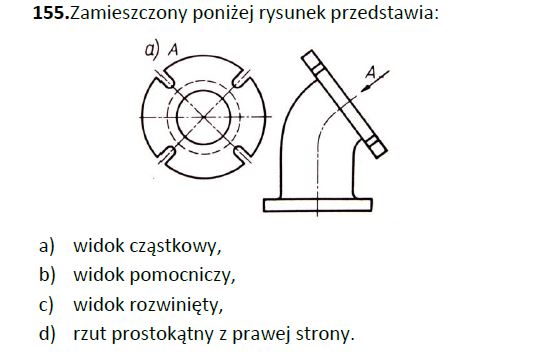 155.Zamieszczony poniżej rysunek przedstawia:
a) A
A
a) widok cząstkowy,
b) widok pomocniczy,
c) widok rozwinięty,
d) rzut prostokątny z prawej strony.